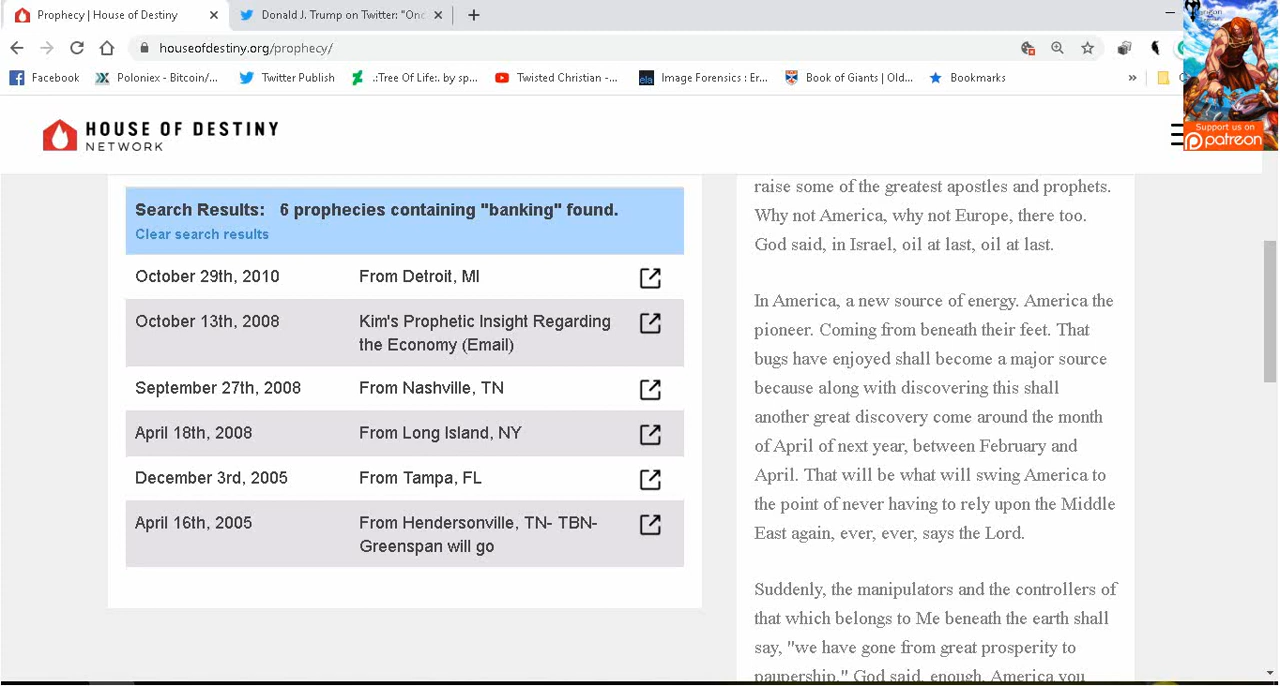 Prophecy | House of Destiny
Donald J. Trump on Twitter: "Onc
houseofdestiny.org/prophecy/
Facebook
Poloniex - Bitcoin/...
Twitter Publish
.:Tree Of Life:. by sp...
Twisted Christian -...
Image Forensics : Er...
Book of Giants | Old...
Bookmarks
HOUSE OF DESTINY
NETWORK
Support us on
patreon
Search Results: 6 prophecies containing "banking" found.
Clear search results
October 29th, 2010 From Detroit, MI
October 13th, 2008 Kim's Prophetic Insight Regarding
the Economy (Email)
September 27th, 2008 From Nashville, TN
April 18th, 2008 From Long Island, NY
December 3rd, 2005 From Tampa, FL
April 16th, 2005 From Hendersonville, TN- TBN-
Greenspan will go
raise some of the greatest apostles and prophets.
Why not America, why not Europe, there too.
God said, in Israel, oil at last, oil at last.
In America, a new source of energy. America the
pioneer. Coming from beneath their feet. That
bugs have enjoyed shall become a major source
because along with discovering this shall
another great discovery come around the month
of April of next year, between February and
April. That will be what will swing America to
the point of never having to rely upon the Middle
East again, ever, ever, says the Lord.
Suddenly, the manipulators and the controllers of
that which belongs to Me beneath the earth shall
say, "we have gone from great prosperity to
paupership." God said, enough, America you